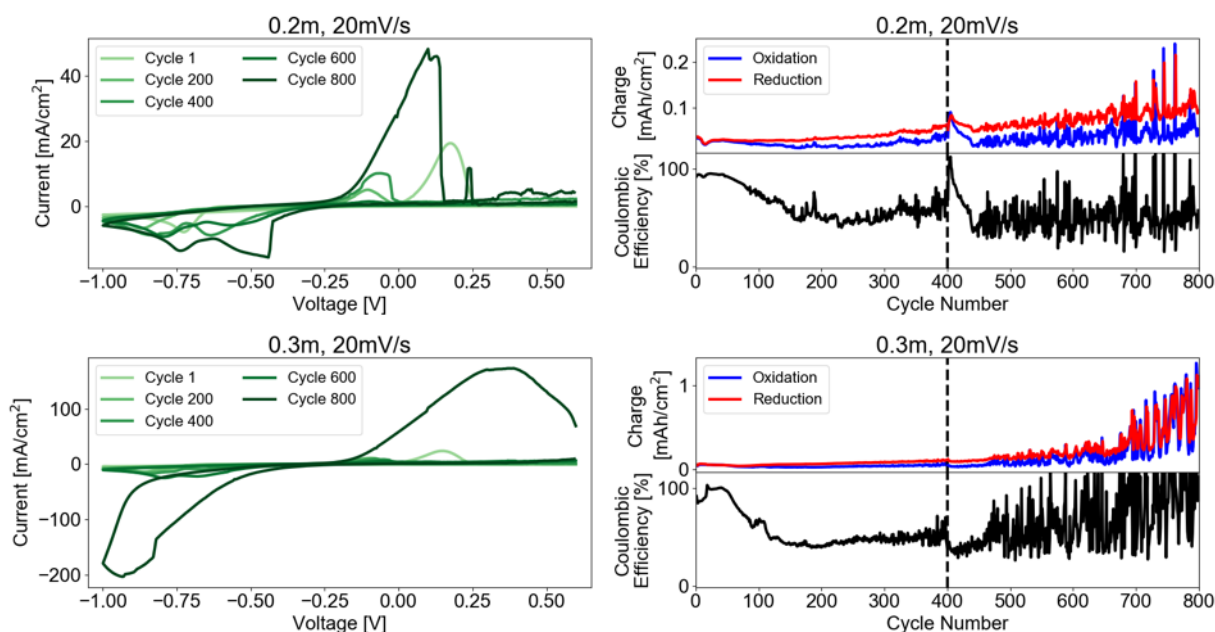 0.2m, 20mV/s
Current [mA/cm²]
40
20
0
Cycle 1
Cycle 200
Cycle 400
Cycle 600
Cycle 800
−1.00 −0.75 −0.50 −0.25 0.00 0.25 0.50
Voltage [V]
0.2m, 20mV/s
Charge
[mAh/cm²]
0.2
0.1
Oxidation
Reduction
Coulombic
Efficiency [%]
100
0
0 100 200 300 400 500 600 700 800
Cycle Number
0.3m, 20mV/s
Current [mA/cm²]
100
0
−100
−200
Cycle 1
Cycle 200
Cycle 400
Cycle 600
Cycle 800
−1.00 −0.75 −0.50 −0.25 0.00 0.25 0.50
Voltage [V]
0.3m, 20mV/s
Charge
[mAh/cm²]
1
0
Oxidation
Reduction
Coulombic
Efficiency [%]
100
0
0 100 200 300 400 500 600 700 800
Cycle Number